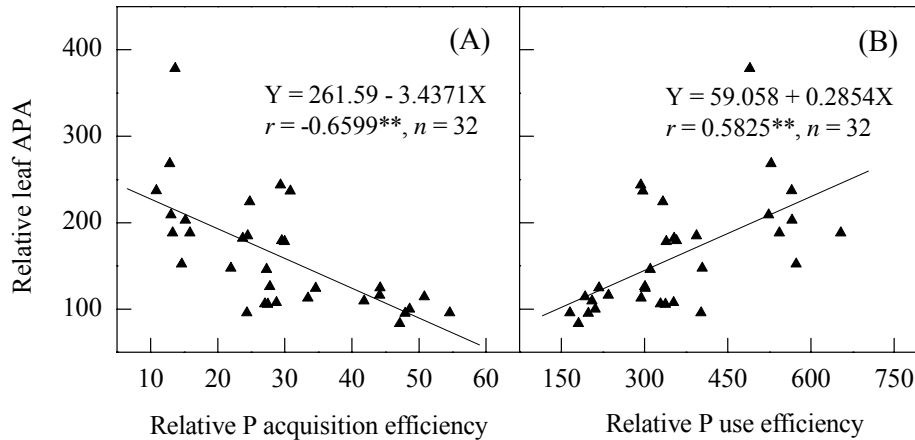 (A)
(B)
Y = 261.59 - 3.4371X
r = -0.6599**, n = 32
Y = 59.058 + 0.2854X
r = 0.5825**, n = 32
Relative leaf APA
400
300
200
100
10 20 30 40 50 60
150 300 450 600 750
Relative P acquisition efficiency
Relative P use efficiency